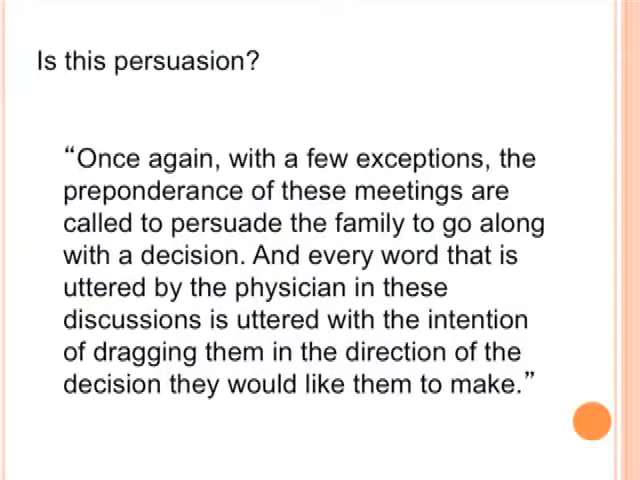 Is this persuasion?
“Once again, with a few exceptions, the
preponderance of these meetings are
called to persuade the family to go along
with a decision. And every word that is
uttered by the physician in these
discussions is uttered with the intention
of dragging them in the direction of the
decision they would like them to make.”